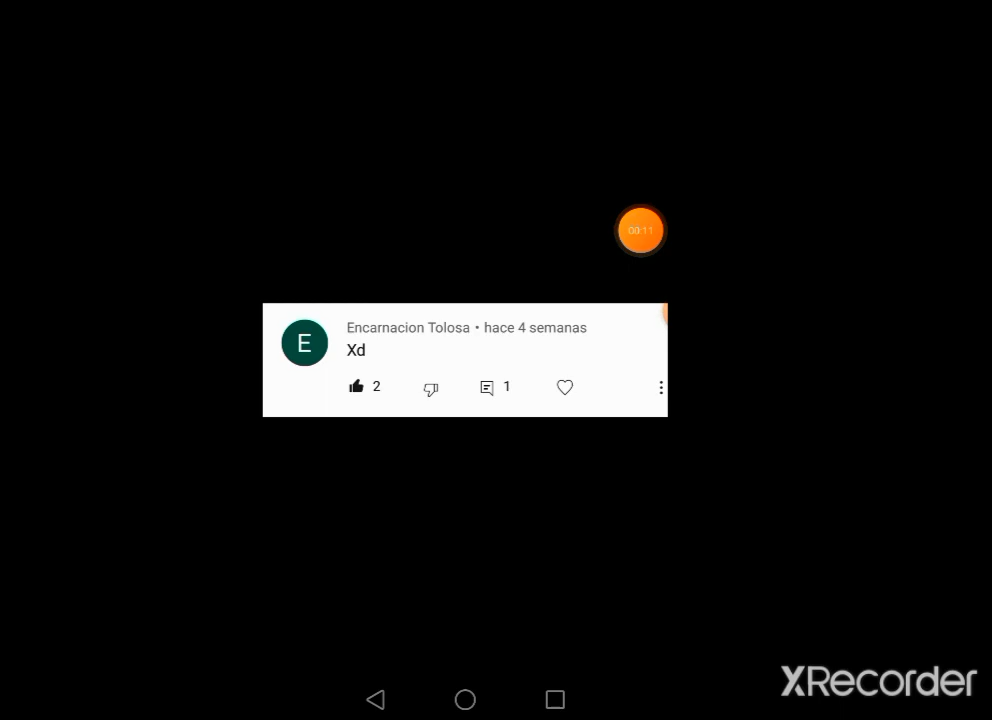 00:11
Encarnacion Tolosa • hace 4 semanas
E
Xd
2 1
XRecorder